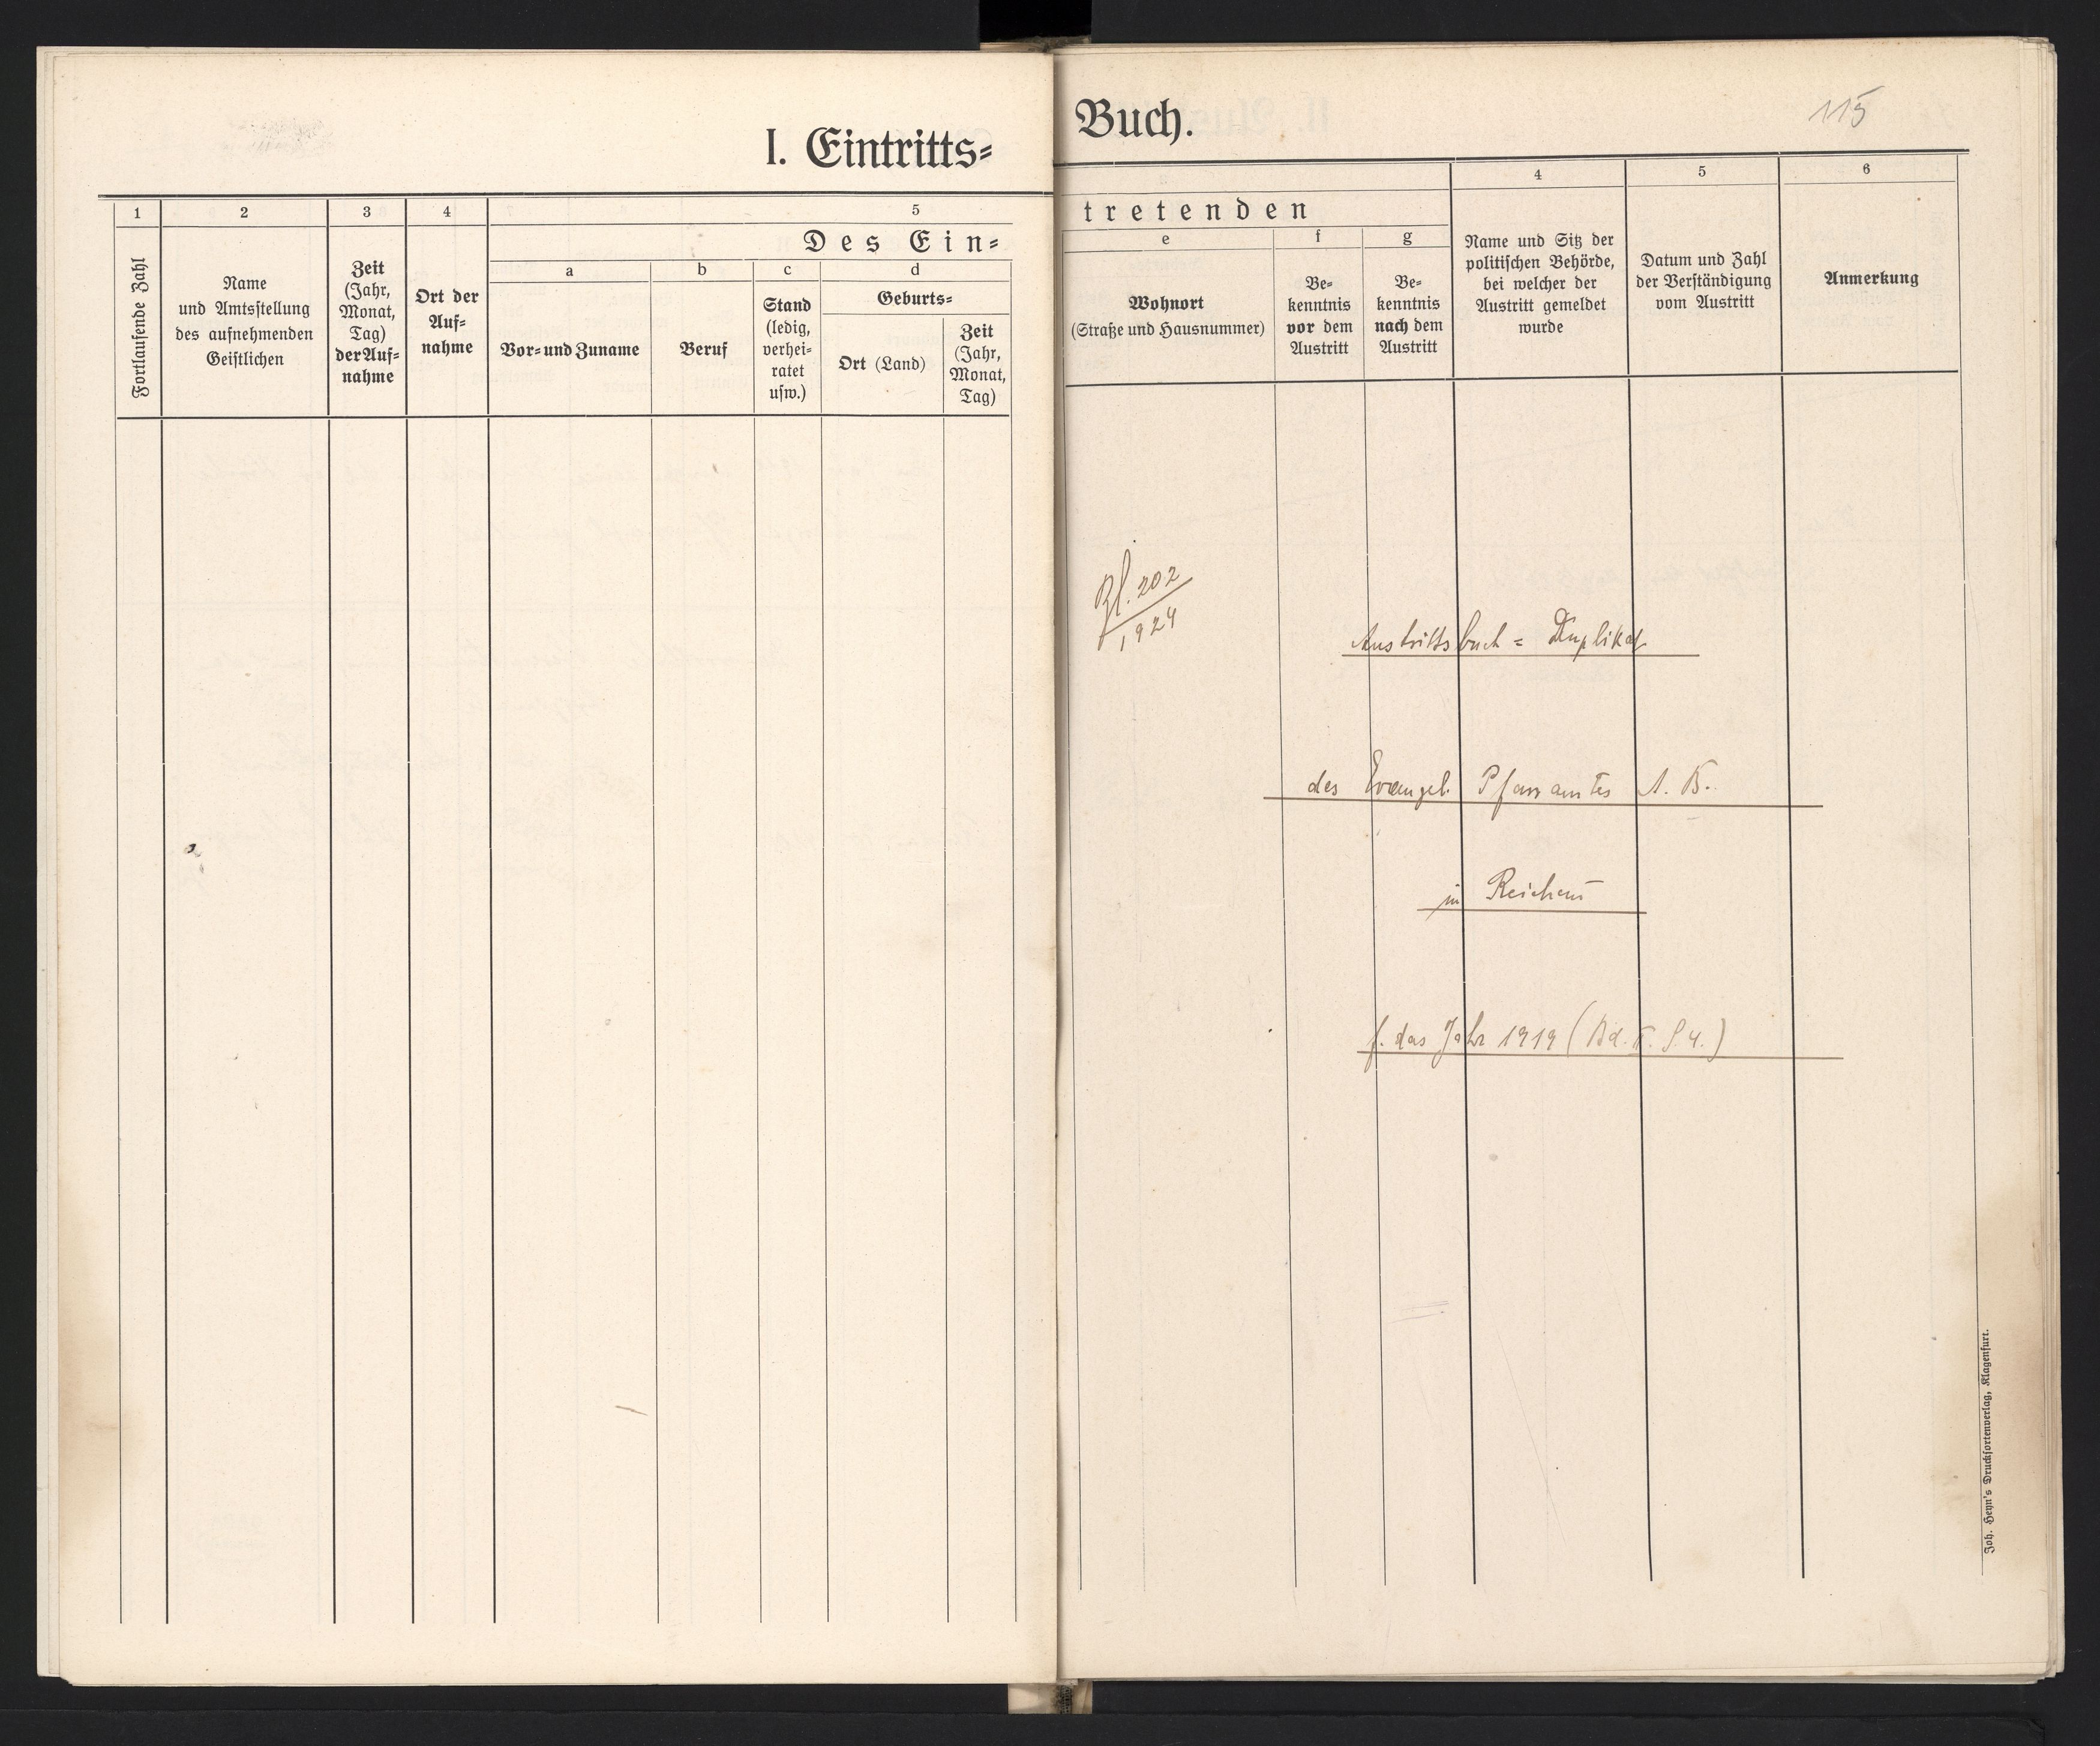 I. Eintritts=
1
2
3
4
5
Des Ein=
Fortlaufende Zahl
Name
und Amtsstellung
des aufnehmenden
Geistlichen
Zeit
(Jahr,
Monat,
Tag)
der Auf=
nahme
Ort der
Auf=
nahme
a
b
c
d
Vor= und Zuname
Beruf
Stand
(ledig,
verhei=
ratet
usw.)
Geburts=
Ort (Land)
Zeit
(Jahr,
Monat,
Tag)
Buch.
115
4
5
6
tretenden
e
f
g
Wohnort
(Straße und Hausnummer)
Be=
kenntnis
vor dem
Austritt
Be=
kenntnis
nach dem
Austritt
Name und Sitz der
politischen Behörde,
bei welcher der
Austritt gemeldet
wurde
Datum und Zahl
der Verständigung
vom Austritt
Anmerkung
Zl. 202
1924
Austrittsbuch = Duplikat
des Evangel. Pfarramtes A. B.
in
f. das Jahr 1919 (Bd. II. S. 4.)
Joh. Heyn's Drucksortenverlag, Klagenfurt.